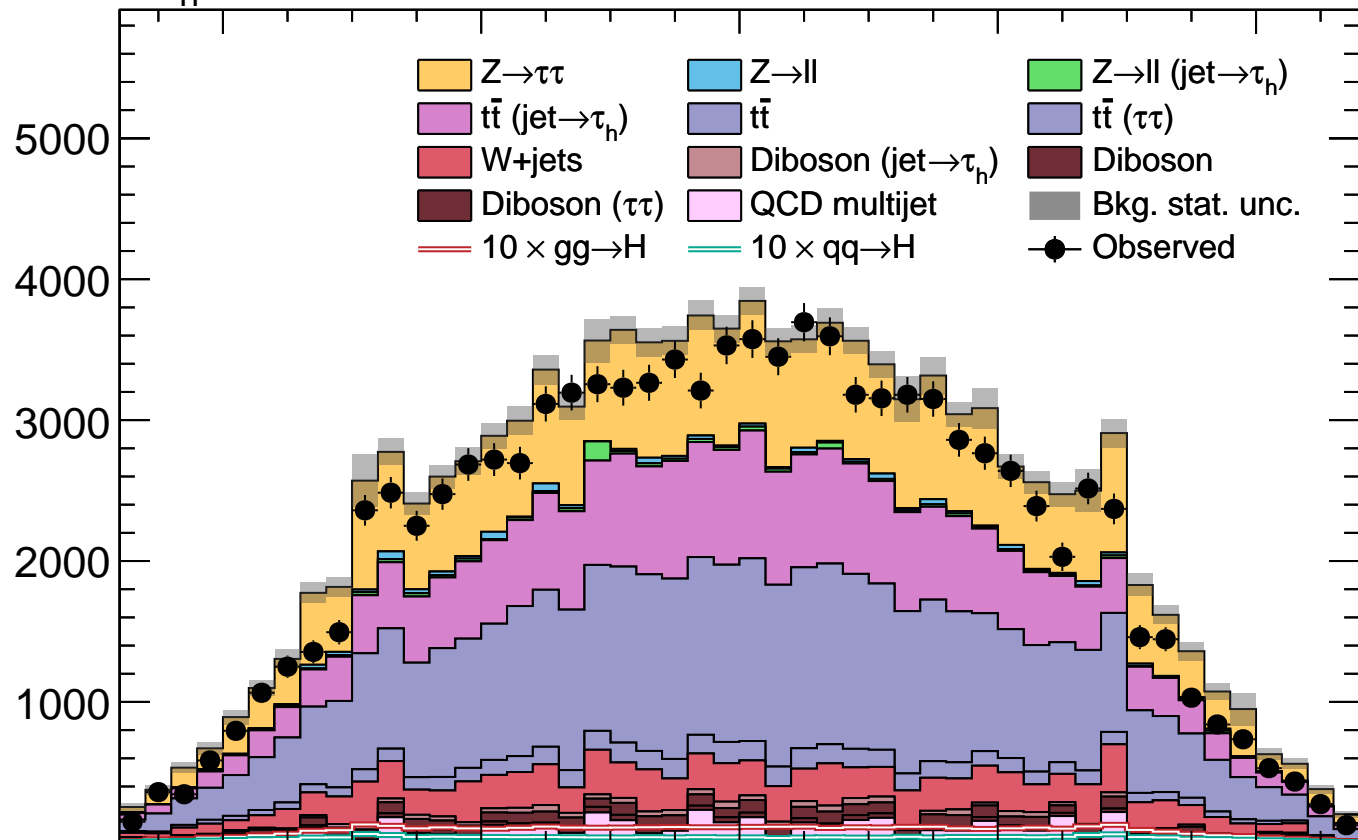 Z→ττ Z→ll Z→ll (jet→τh)
tt̄ (jet→τh) tt̄ tt̄ (ττ)
5000
W+jets Diboson (jet→τh) Diboson
Diboson (ττ) QCD multijet Bkg. stat. unc.
10 × gg→H 10 × qq→H Observed
4000
3000
2000
1000